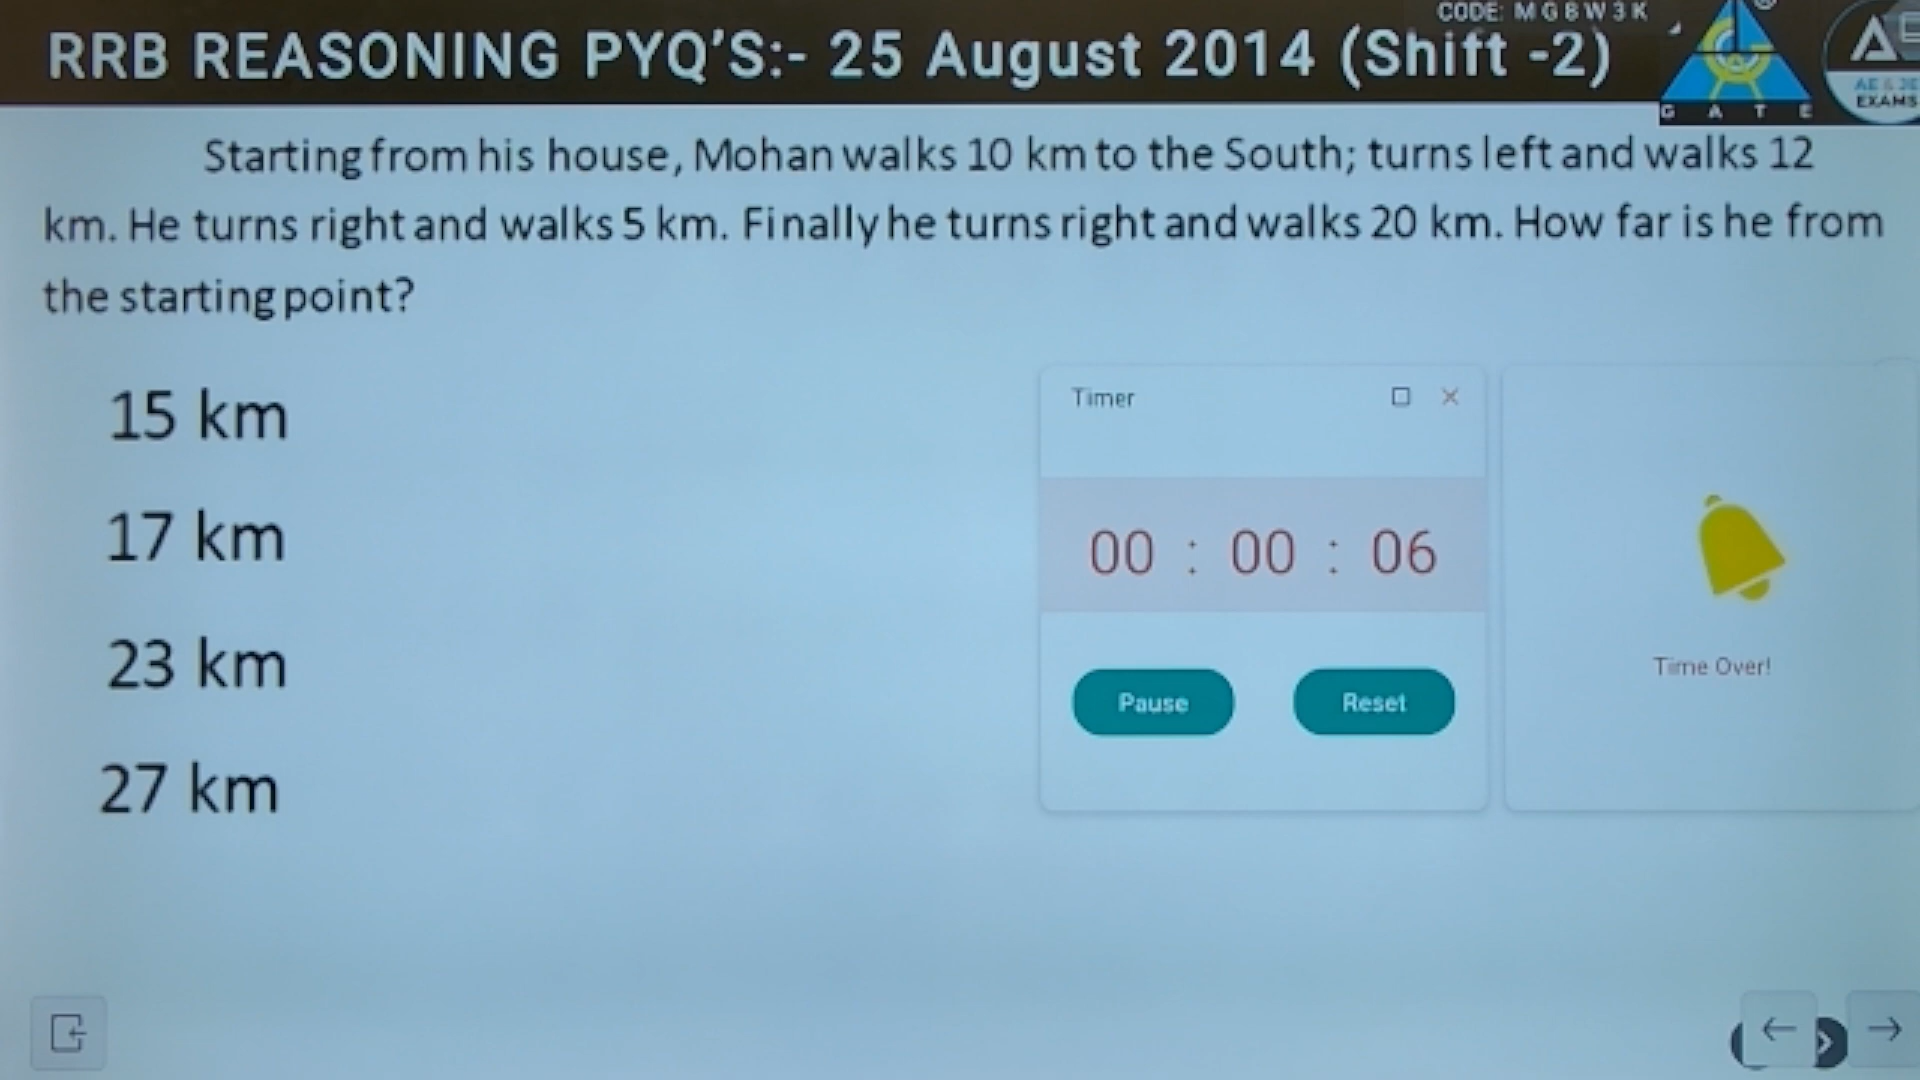 CODE: MGBW3K
RRB REASONING PYQ'S:- 25 August 2014 (Shift -2)
G A T E
AE & JE
EXAMS
Starting from his house, Mohan walks 10 km to the South; turns left and walks 12
km. He turns right and walks 5 km. Finally he turns right and walks 20 km. How far is he from
the starting point?
15 km
17 km
23 km
27 km
Timer
00 : 00 : 06
Pause
Reset
Time Over!